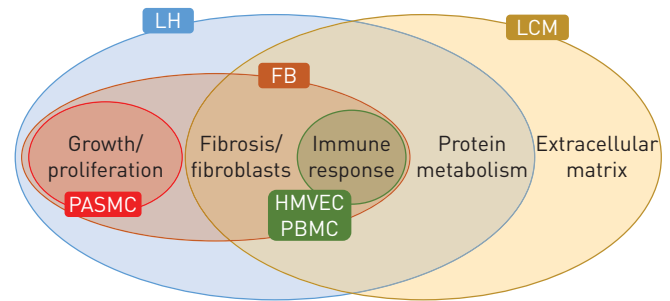 LH
LCM
FB
Growth/
proliferation
Fibrosis/
fibroblasts
Immune
response
Protein
metabolism
Extracellular
matrix
PASMC
HMVEC
PBMC